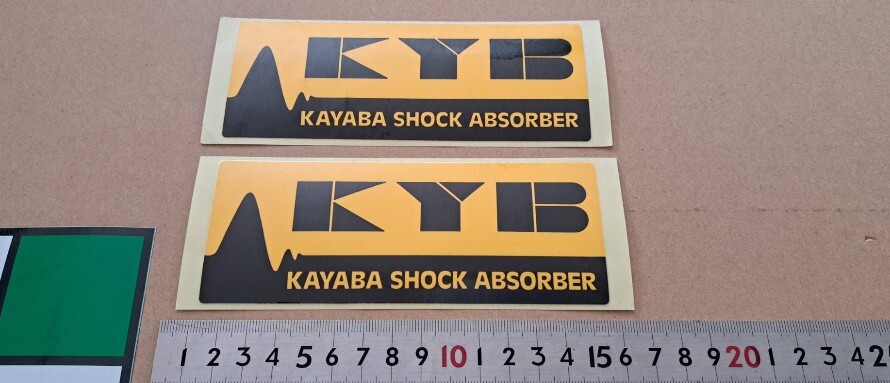 KYB
KAYABA SHOCK ABSORBER
KYB
KAYABA SHOCK ABSORBER
1 2 3 4 5 6 7 8 9 10 1 2 3 4 15 6 7 8 9 20 1 2 3 4